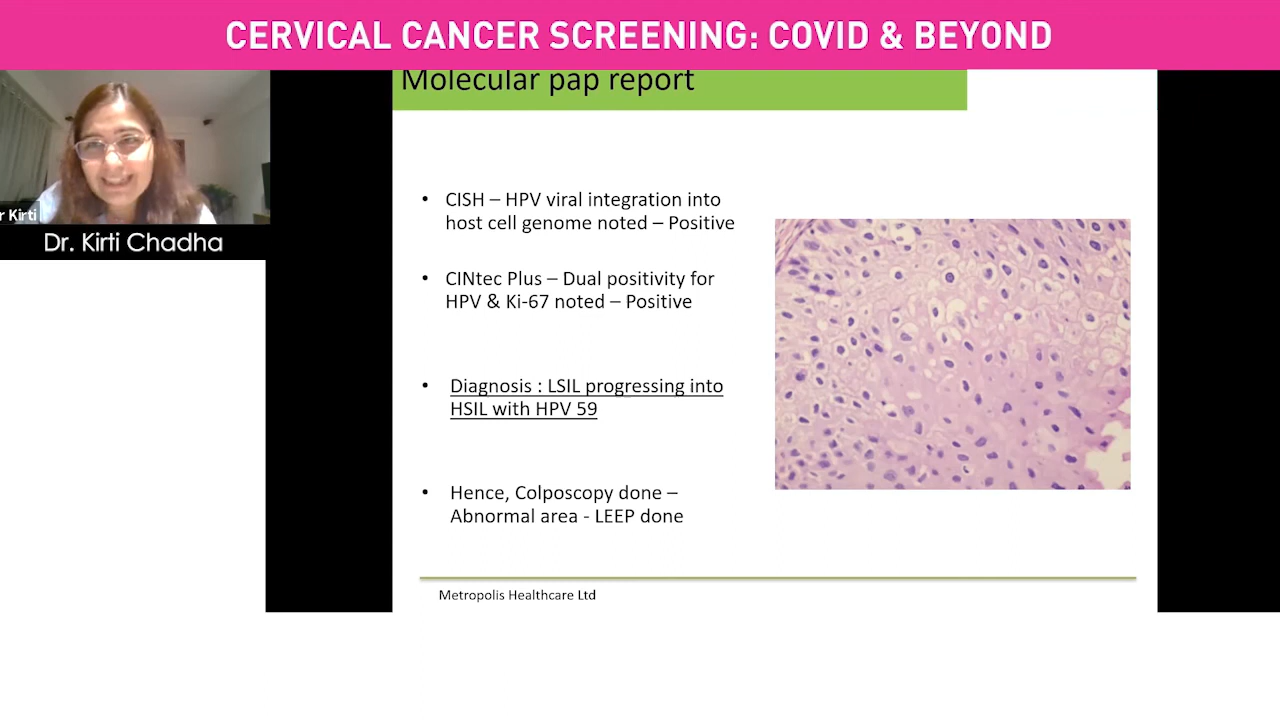 CERVICAL CANCER SCREENING: COVID & BEYOND
Molecular pap report
r Kirti
Dr. Kirti Chadha
• CISH – HPV viral integration into
host cell genome noted – Positive
• CINtec Plus – Dual positivity for
HPV & Ki-67 noted – Positive
• Diagnosis : LSIL progressing into
HSIL with HPV 59
• Hence, Colposcopy done –
Abnormal area - LEEP done
Metropolis Healthcare Ltd